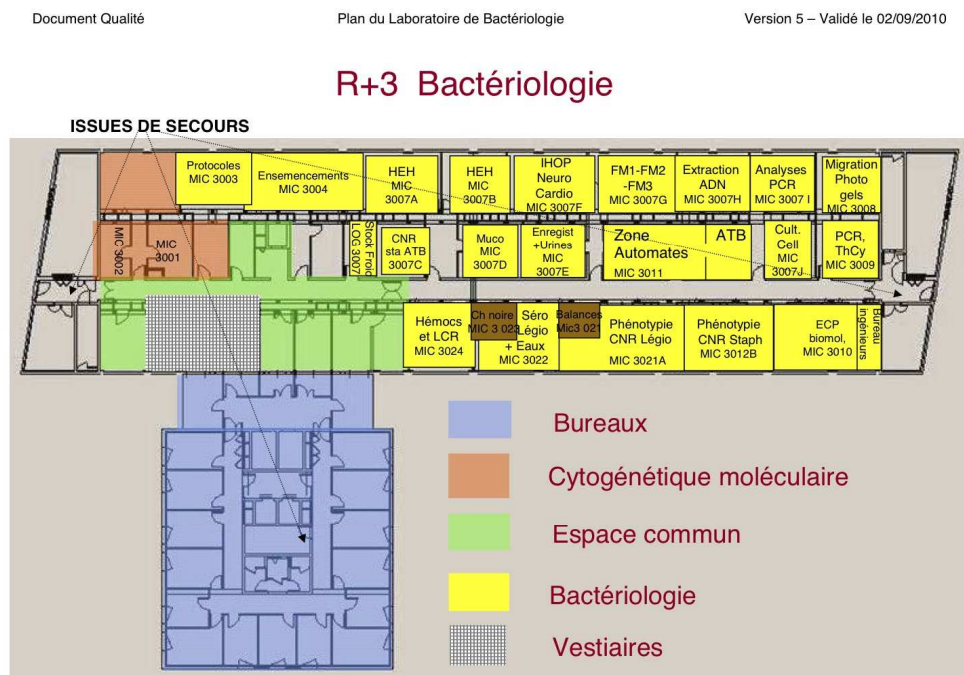 Document Qualité
Plan du Laboratoire de Bactériologie
Version 5 – Validé le 02/09/2010
R+3 Bactériologie
ISSUES DE SECOURS
Protocoles
MIC 3003
Ensemencements
MIC 3004
HEH
MIC
3007A
HEH
MIC
3007B
IHOP
Neuro
Cardio
MIC 3007F
FM1-FM2
-FM3
MIC 3007G
Extraction
ADN
MIC 3007H
Analyses
PCR
MIC 3007 I
Migration
Photo
gels
MIC 3008
MIC 3002
MIC
3001
Stock Froid
LOG 3007
CNR
sta ATB
MIC
3007C
Muco
MIC
3007D
Enregist
+Urines
MIC
3007E
Zone ATB
Automates
MIC 3011
Cult.
Cell
MIC
3007J
PCR,
ThCy
MIC 3009
Hémocs
et LCR
MIC 3024
Ch noire
MIC 3 023
Séro
Légio
+ Eaux
MIC 3022
Balances
Mic3 021
Phénotypie
CNR Légio
MIC 3021A
Phénotypie
CNR Staph
MIC 3012B
ECP
biomol,
MIC 3010
Bureau
ingénieurs
Bureaux
Cytogénétique moléculaire
Espace commun
Bactériologie
Vestiaires